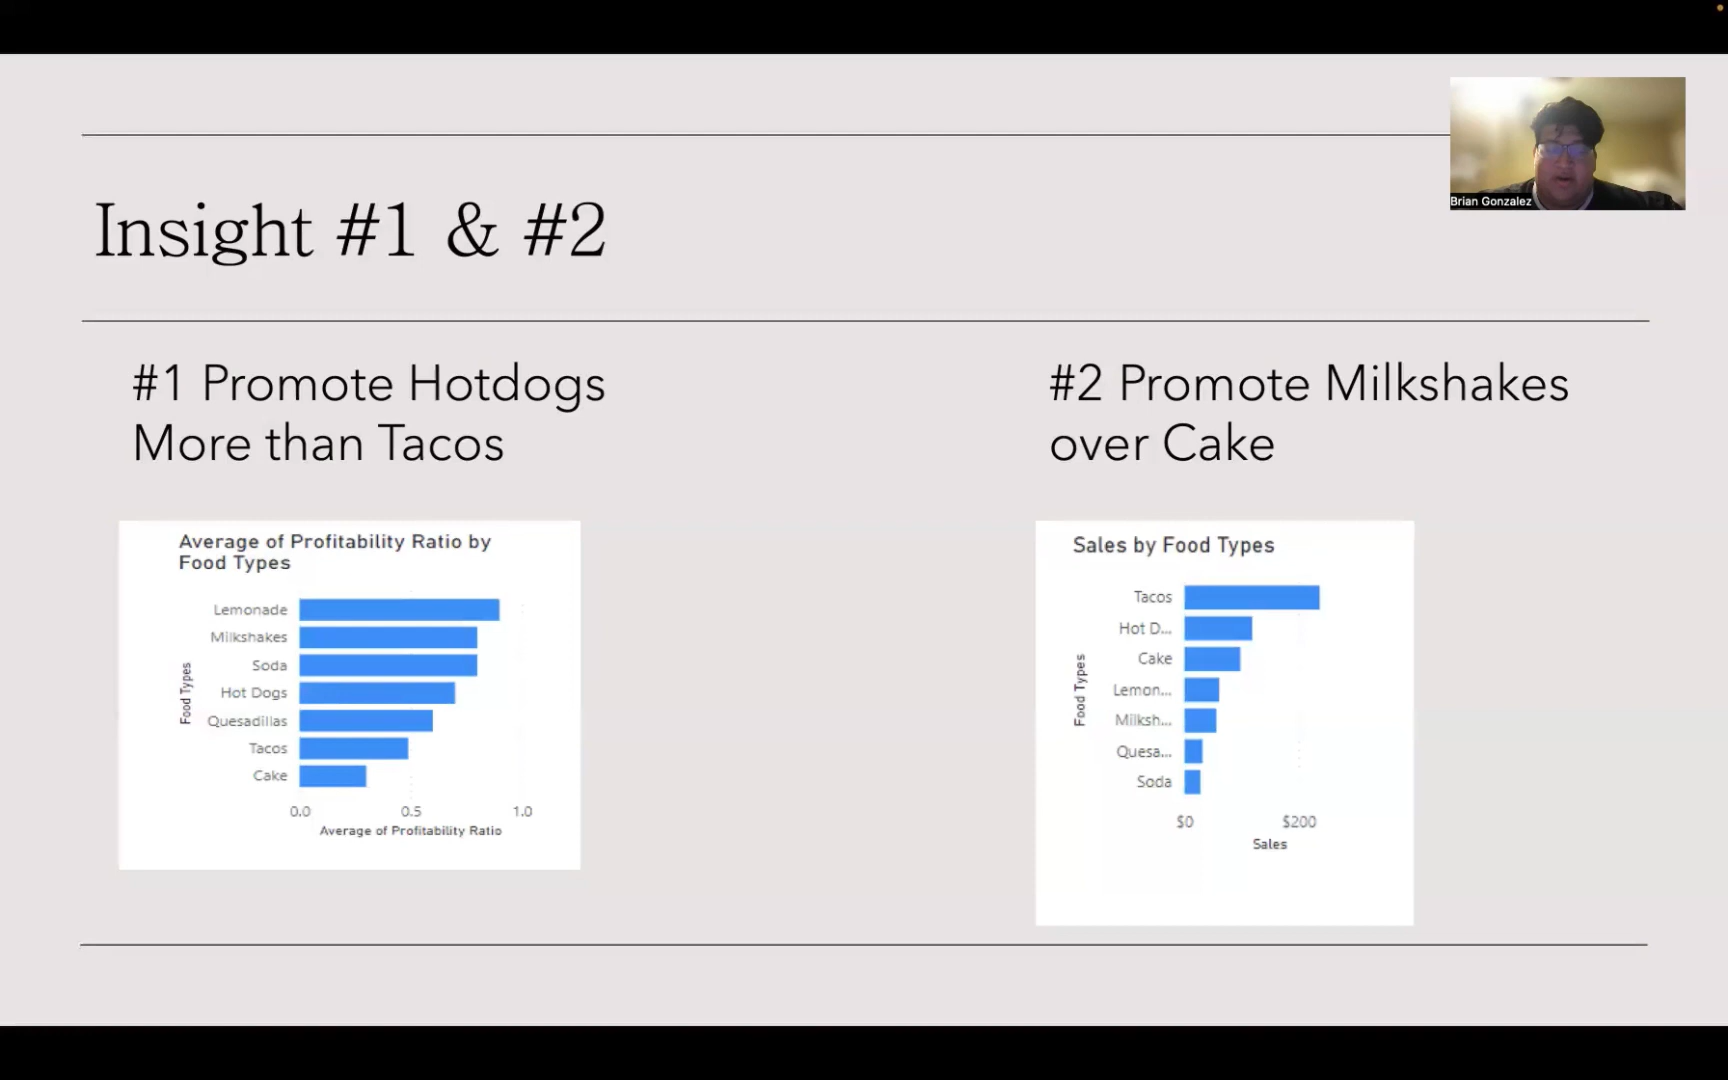 Brian Gonzalez
Insight #1 & #2
#1 Promote Hotdogs
More than Tacos
Average of Profitability Ratio by
Food Types
Food Types
Lemonade
Milkshakes
Soda
Hot Dogs
Quesadillas
Tacos
Cake
0.0 0.5 1.0
Average of Profitability Ratio
#2 Promote Milkshakes
over Cake
Sales by Food Types
Food Types
Tacos
Hot D...
Cake
Lemon...
Milksh...
Quesa...
Soda
$0 $200
Sales